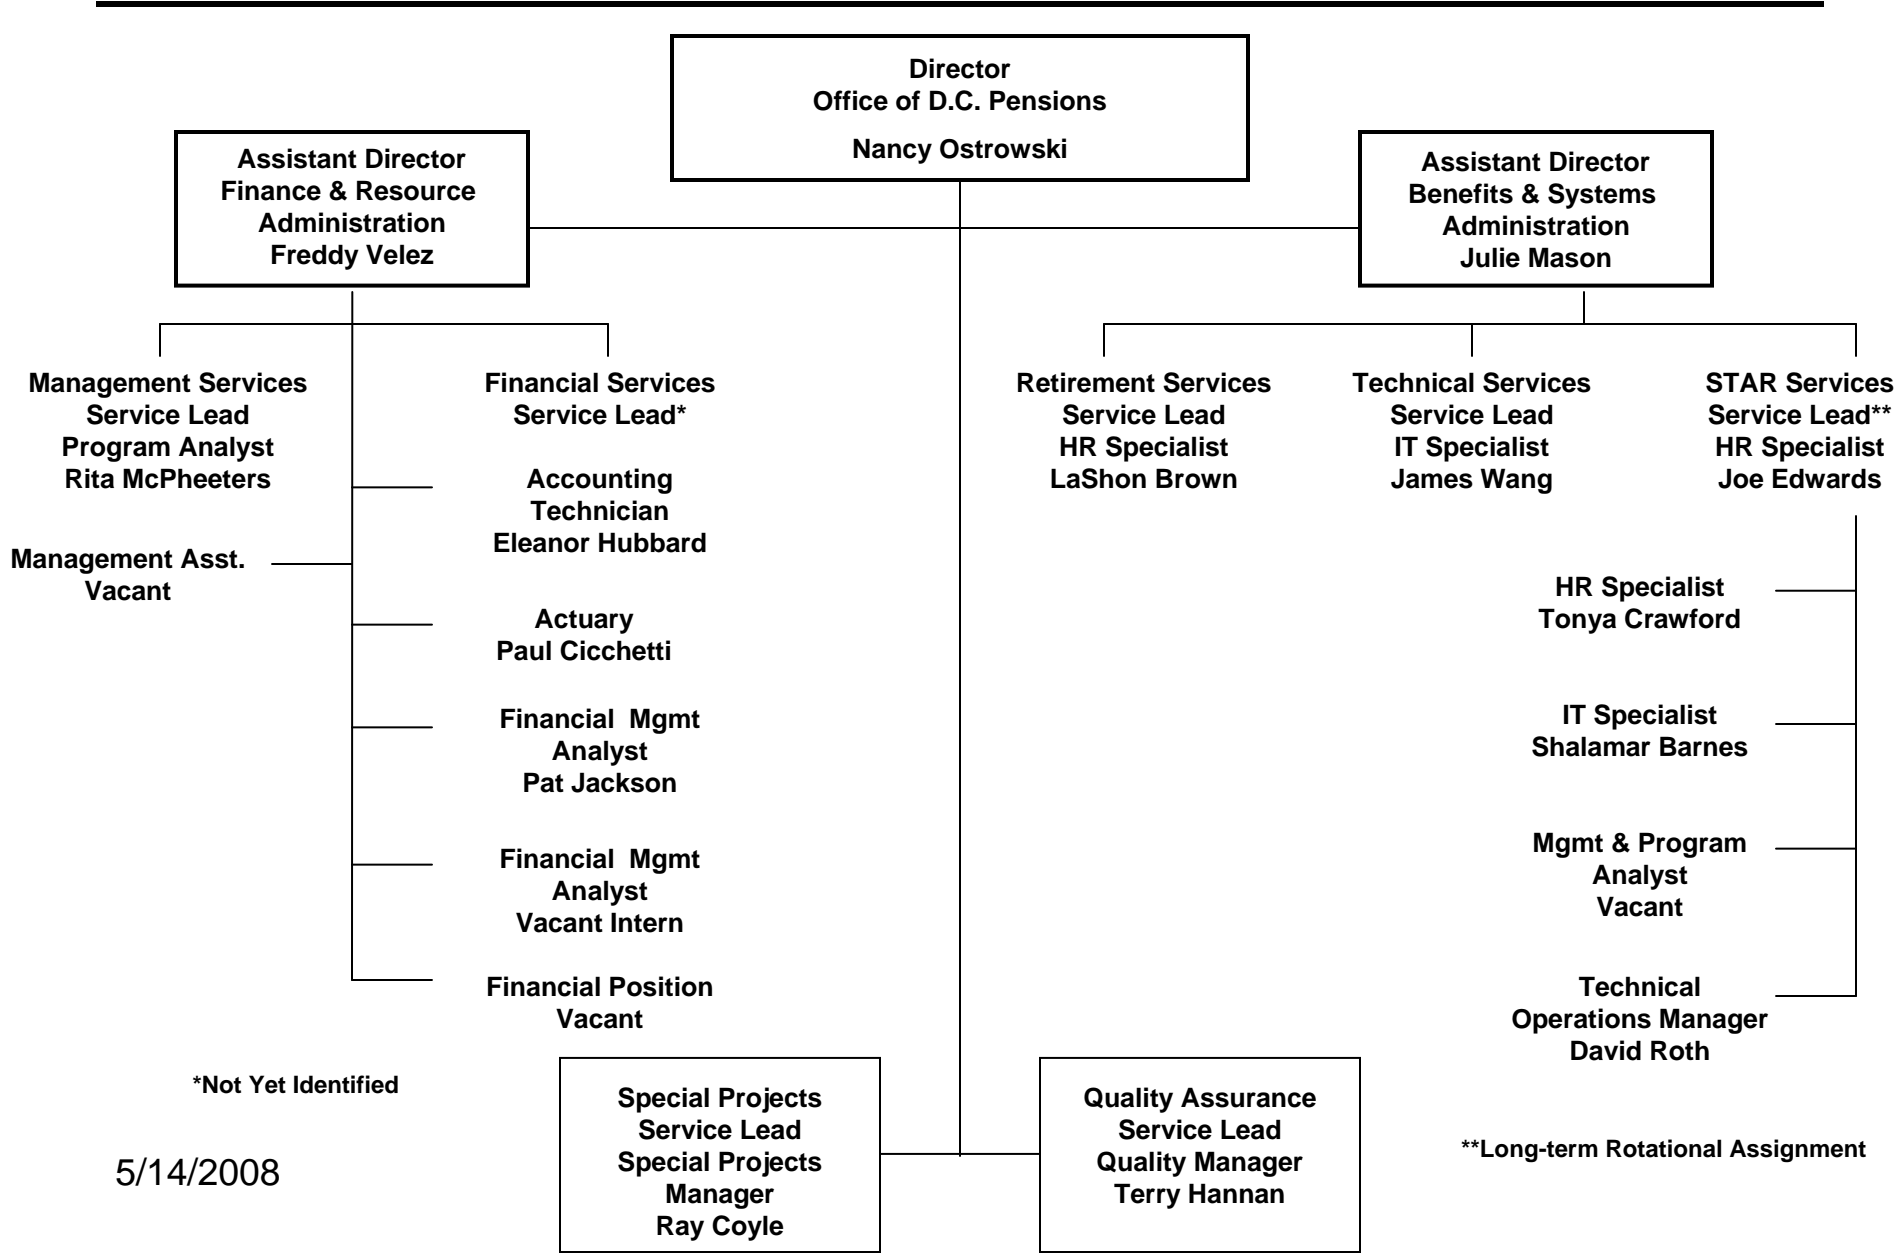 Director
Office of D.C. Pensions
Nancy Ostrowski
Assistant Director
Finance & Resource
Administration
Freddy Velez
Assistant Director
Benefits & Systems
Administration
Julie Mason
Management Services
Service Lead
Program Analyst
Rita McPheeters
Financial Services
Service Lead*
Retirement Services
Service Lead
HR Specialist
LaShon Brown
Technical Services
Service Lead
IT Specialist
James Wang
STAR Services
Service Lead**
HR Specialist
Joe Edwards
Management Asst.
Vacant
Accounting
Technician
Eleanor Hubbard
Actuary
Paul Cicchetti
Financial Mgmt
Analyst
Pat Jackson
Financial Mgmt
Analyst
Vacant Intern
Financial Position
Vacant
HR Specialist
Tonya Crawford
IT Specialist
Shalamar Barnes
Mgmt & Program
Analyst
Vacant
Technical
Operations Manager
David Roth
*Not Yet Identified
Special Projects
Service Lead
Special Projects
Manager
Ray Coyle
Quality Assurance
Service Lead
Quality Manager
Terry Hannan
**Long-term Rotational Assignment
5/14/2008